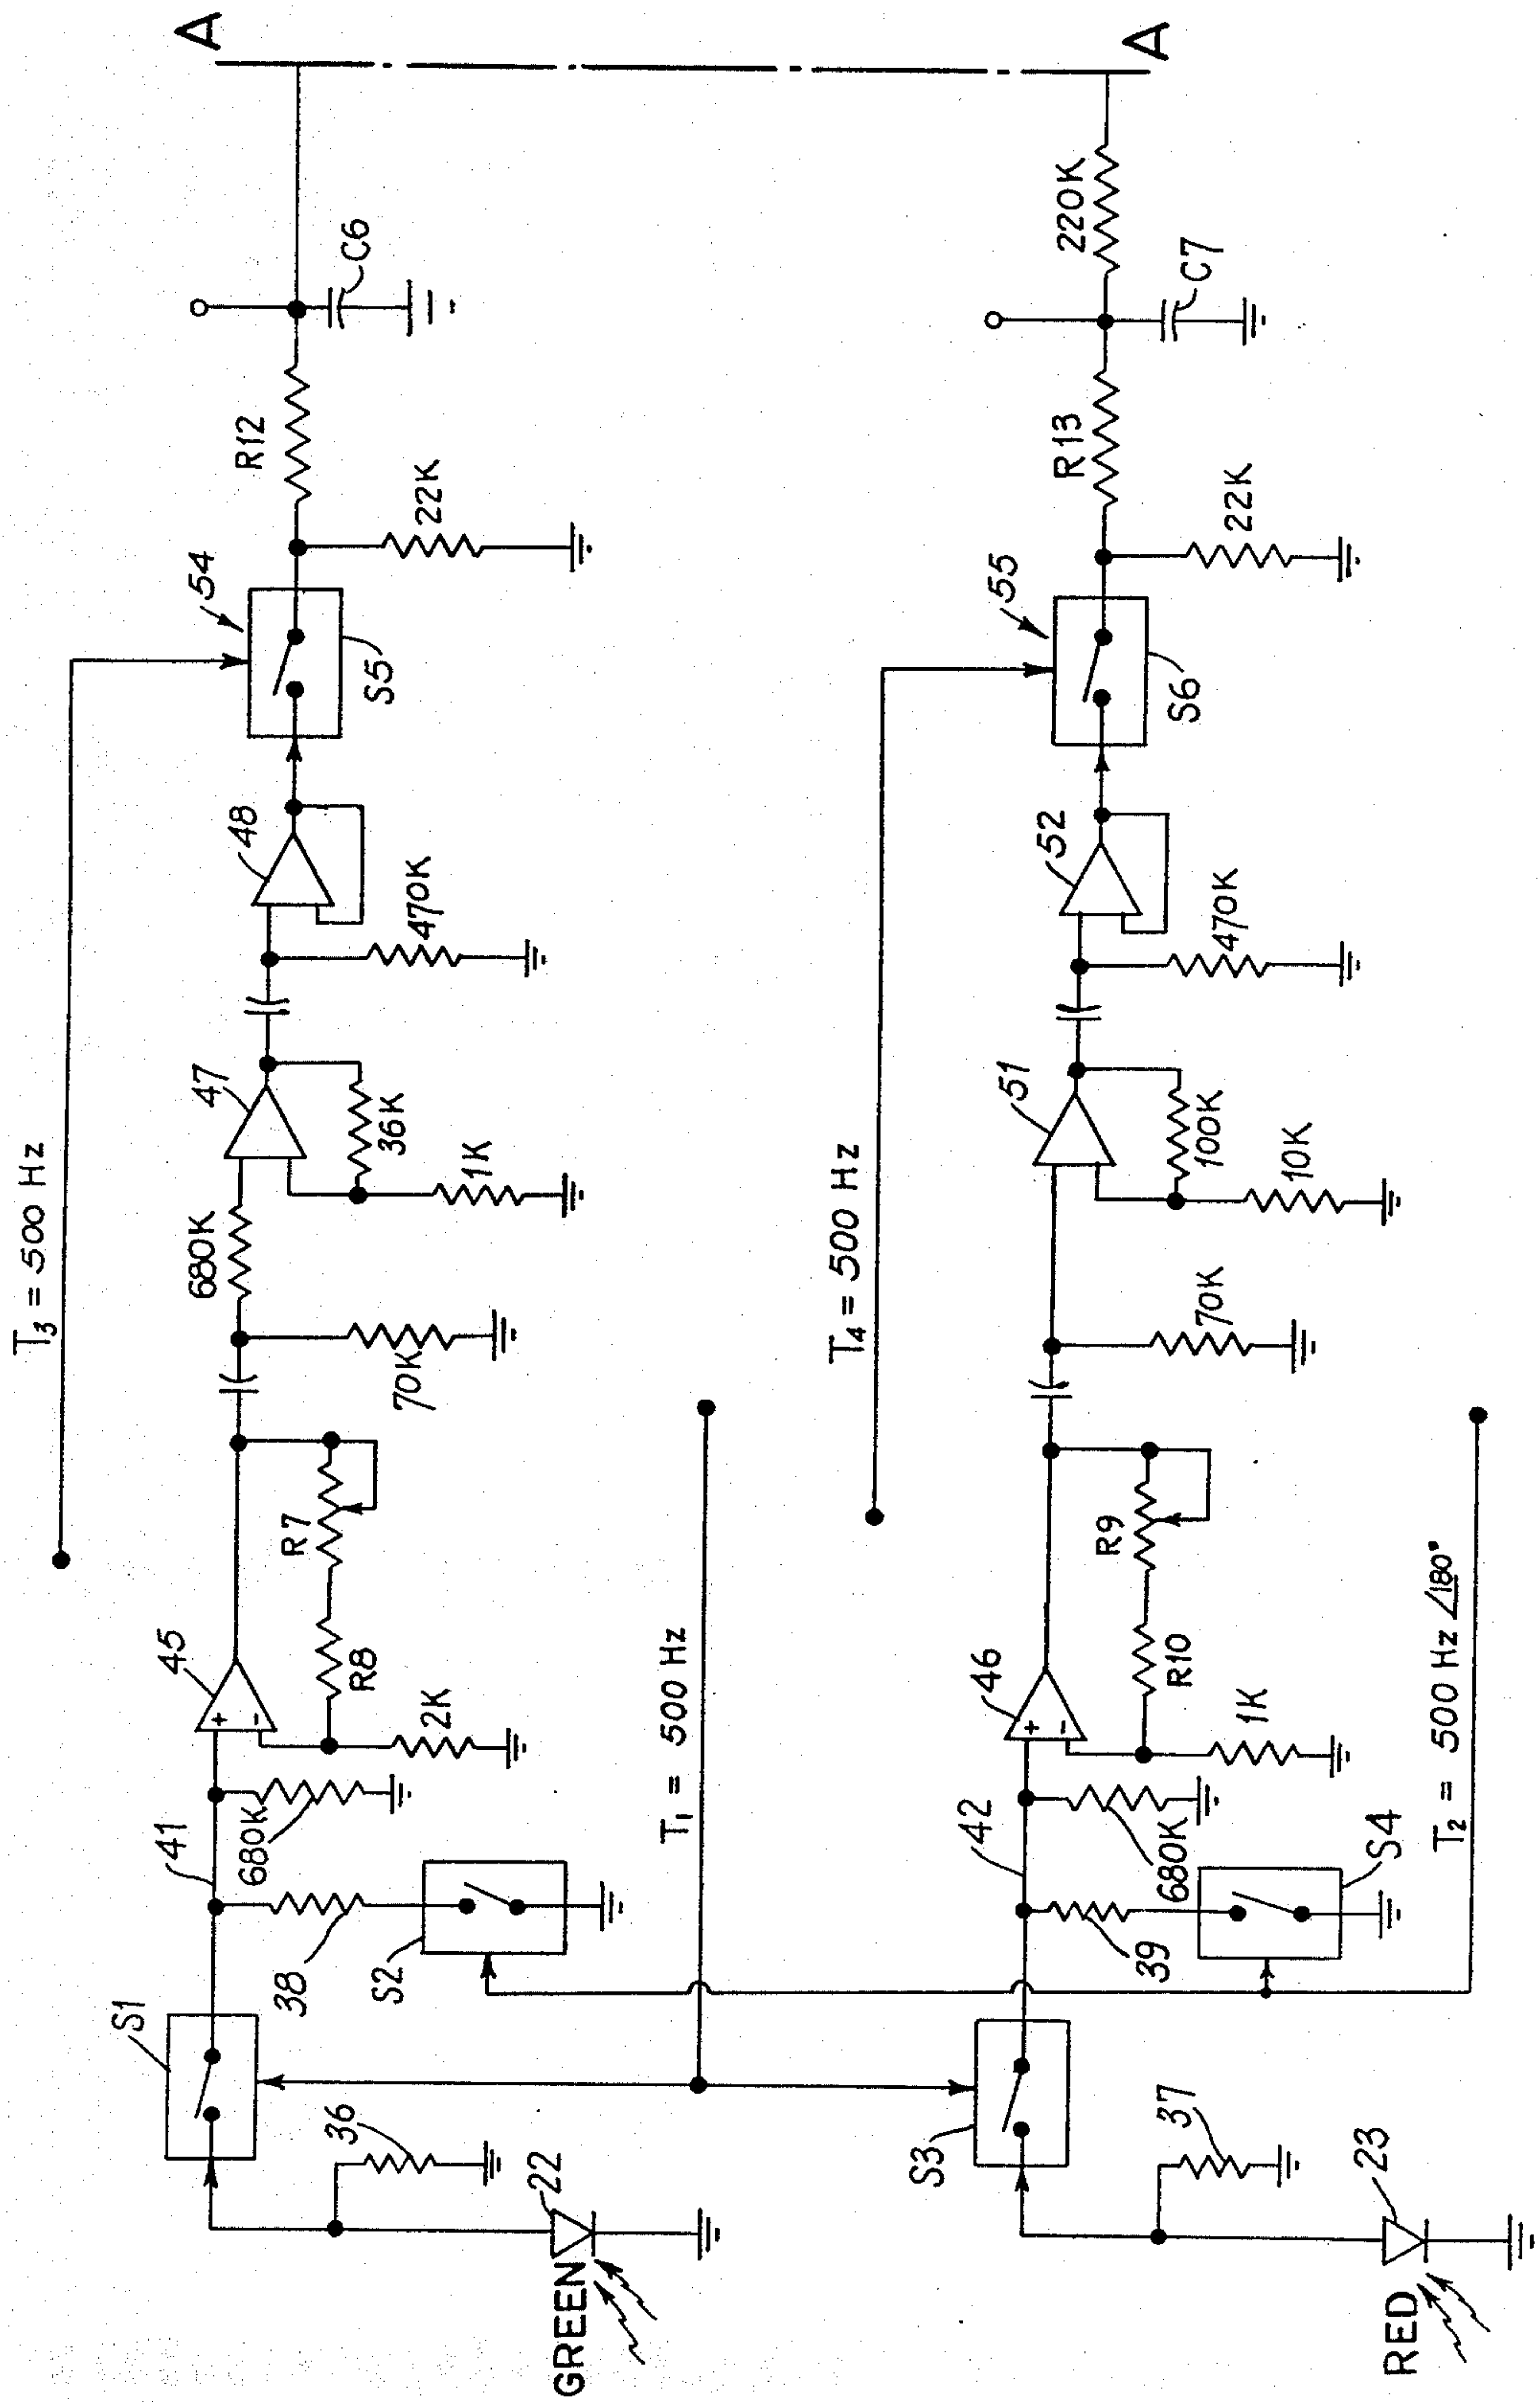 T3 = 500 Hz
A
GREEN
22
36
S1
38
S2
41
680K
45
2K
R8
R7
70K
680K
47
36K
1K
470K
48
54
S5
22K
R12
C6
T1 = 500 Hz
T4 = 500 Hz
A
RED
23
37
S3
39
S4
42
680K
46
1K
R10
R9
70K
51
100K
10K
470K
52
55
S6
22K
R13
C7
220K
T2 = 500 Hz ∠180°
+
-
+
-